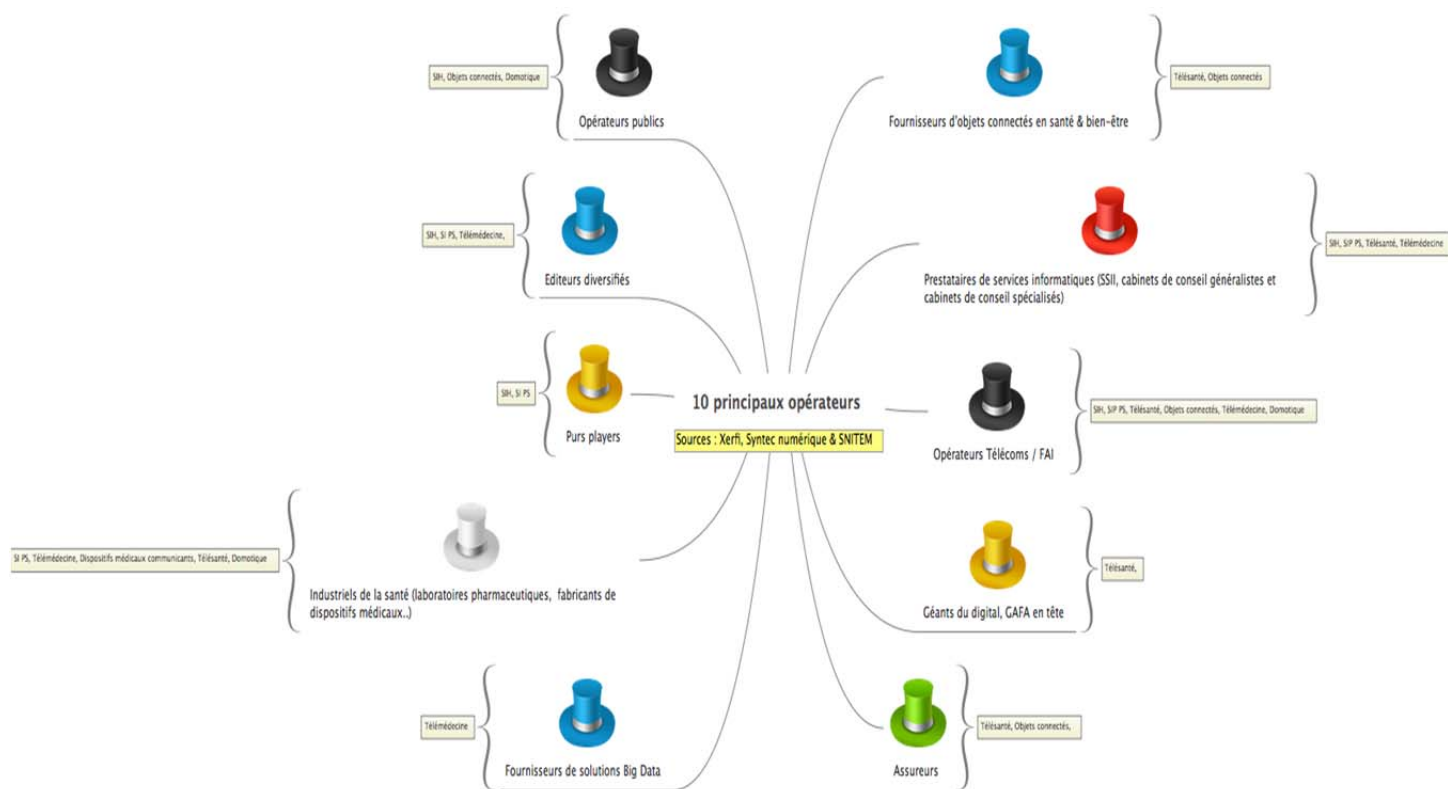 SIH, Objets connectés, Domotique
Opérateurs publics
Télésanté, Objets connectés
Fournisseurs d'objets connectés en santé & bien-être
SIH, SI PS, Télémédecine,
Editeurs diversifiés
SIH, SIP PS, Télésanté, Télémédecine
Prestataires de services informatiques (SSII, cabinets de conseil généralistes et
cabinets de conseil spécialisés)
SIH, SI PS
Purs players
10 principaux opérateurs
Sources : Xerfi, Syntec numérique & SNITEM
SIH, SIP PS, Télésanté, Objets connectés, Télémédecine, Domotique
Opérateurs Télécoms / FAI
SI PS, Télémédecine, Dispositifs médicaux communicants, Télésanté, Domotique
Industriels de la santé (laboratoires pharmaceutiques, fabricants de
dispositifs médicaux..)
Télésanté,
Géants du digital, GAFA en tête
Télémédecine
Fournisseurs de solutions Big Data
Télésanté, Objets connectés,
Assureurs